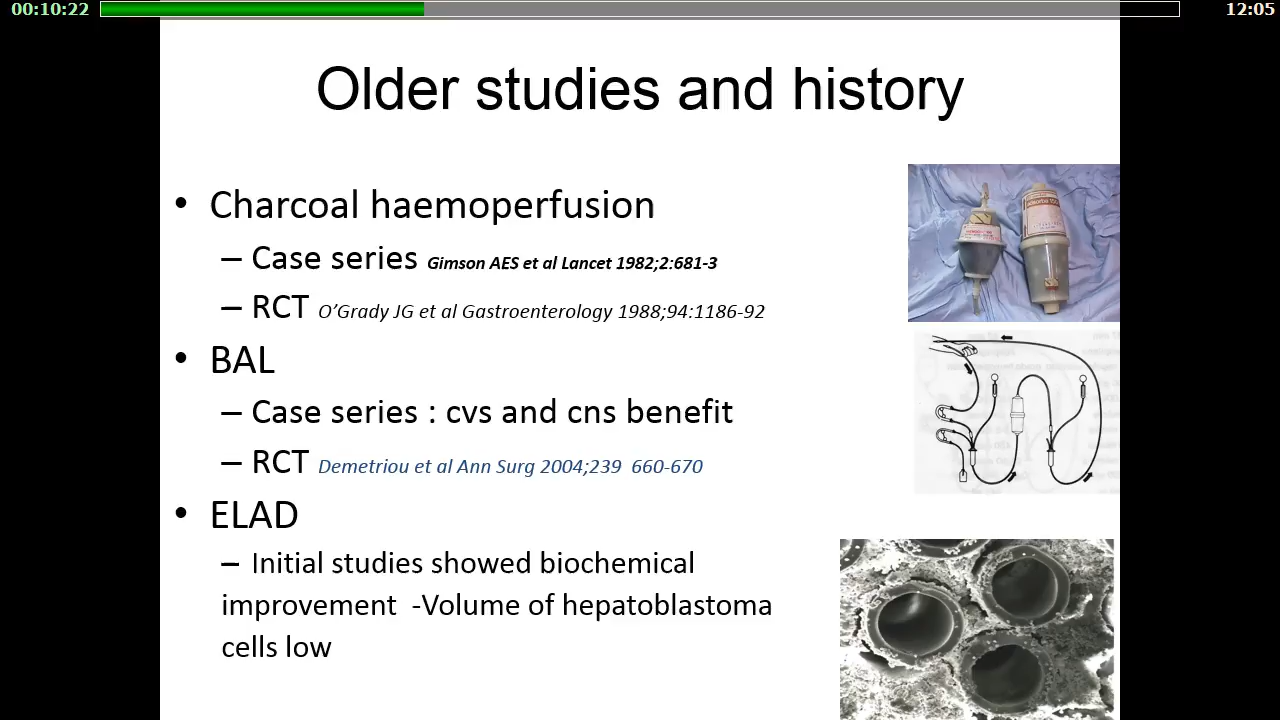 00:10:22
12:05
Older studies and history
• Charcoal haemoperfusion
– Case series Gimson AES et al Lancet 1982;2:681-3
– RCT O’Grady JG et al Gastroenterology 1988;94:1186-92
• BAL
– Case series : cvs and cns benefit
– RCT Demetriou et al Ann Surg 2004;239 660-670
• ELAD
– Initial studies showed biochemical
improvement -Volume of hepatoblastoma
cells low